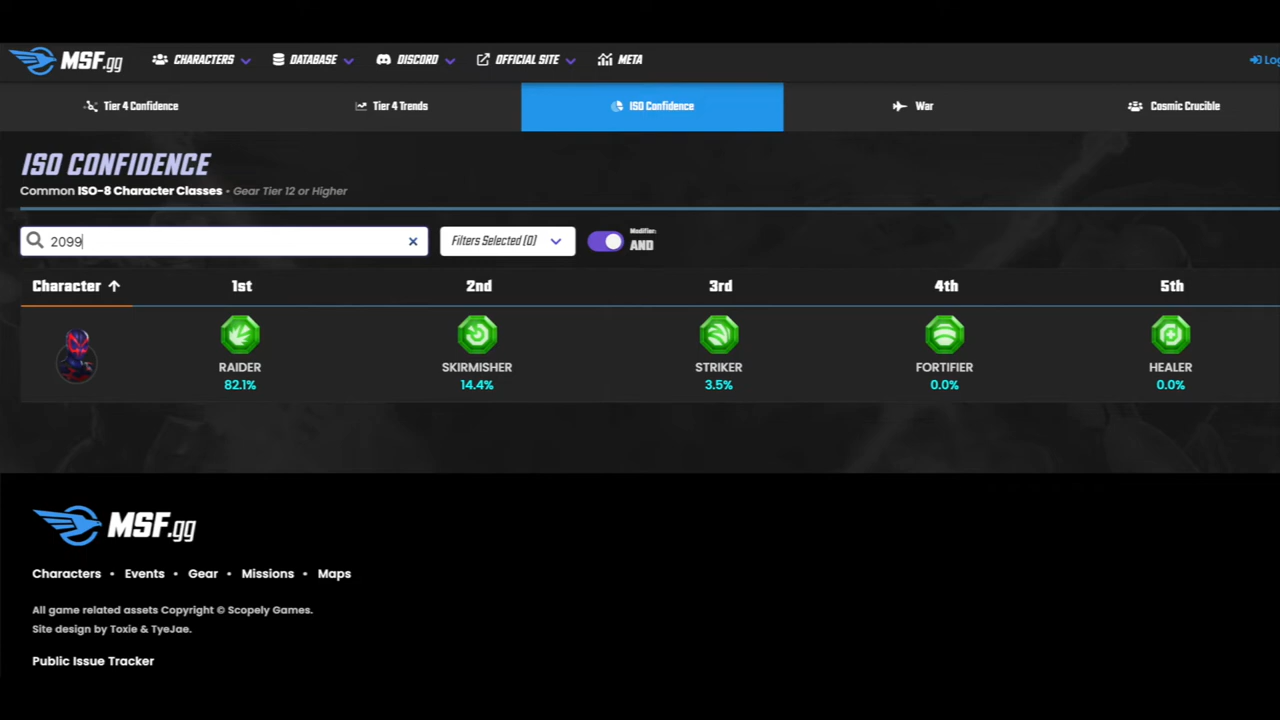 MSF.gg CHARACTERS DATABASE DISCORD OFFICIAL SITE META Log
Tier 4 Confidence Tier 4 Trends ISO Confidence War Cosmic Crucible
ISO CONFIDENCE
Common ISO-8 Character Classes • Gear Tier 12 or Higher
2099 Filters Selected (0) Modifier: AND
Character 1st 2nd 3rd 4th 5th
RAIDER SKIRMISHER STRIKER FORTIFIER HEALER
82.1% 14.4% 3.5% 0.0% 0.0%
MSF.gg
Characters • Events • Gear • Missions • Maps
All game related assets Copyright © Scopely Games.
Site design by Toxie & TyeJae.
Public Issue Tracker